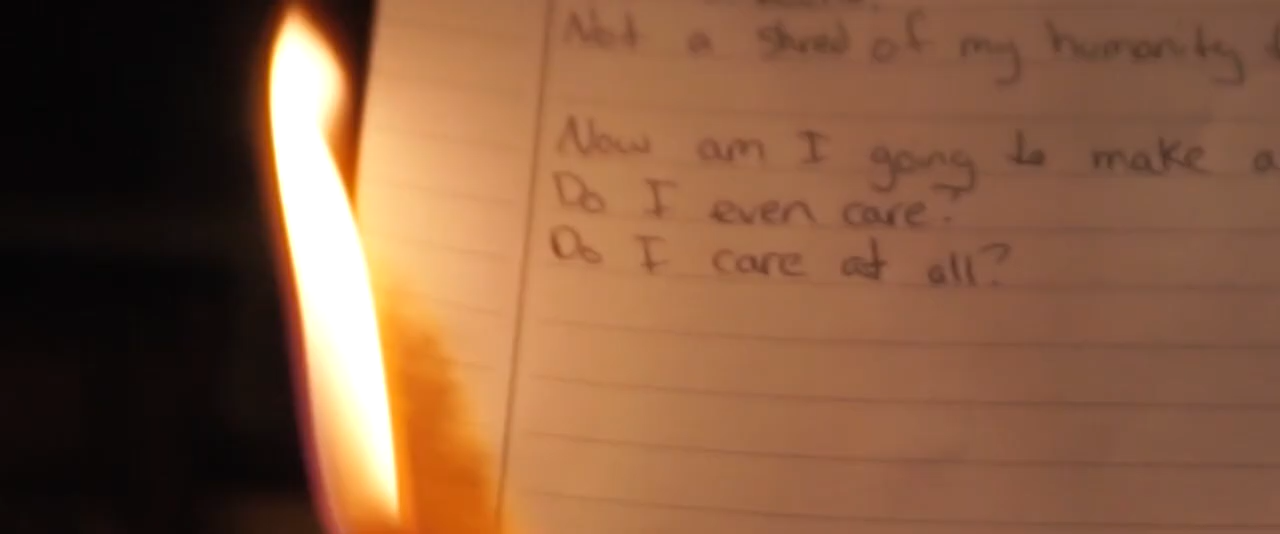 Not a shred of my humanity
Now am I going to make a
Do I even care?
Do I care at all?